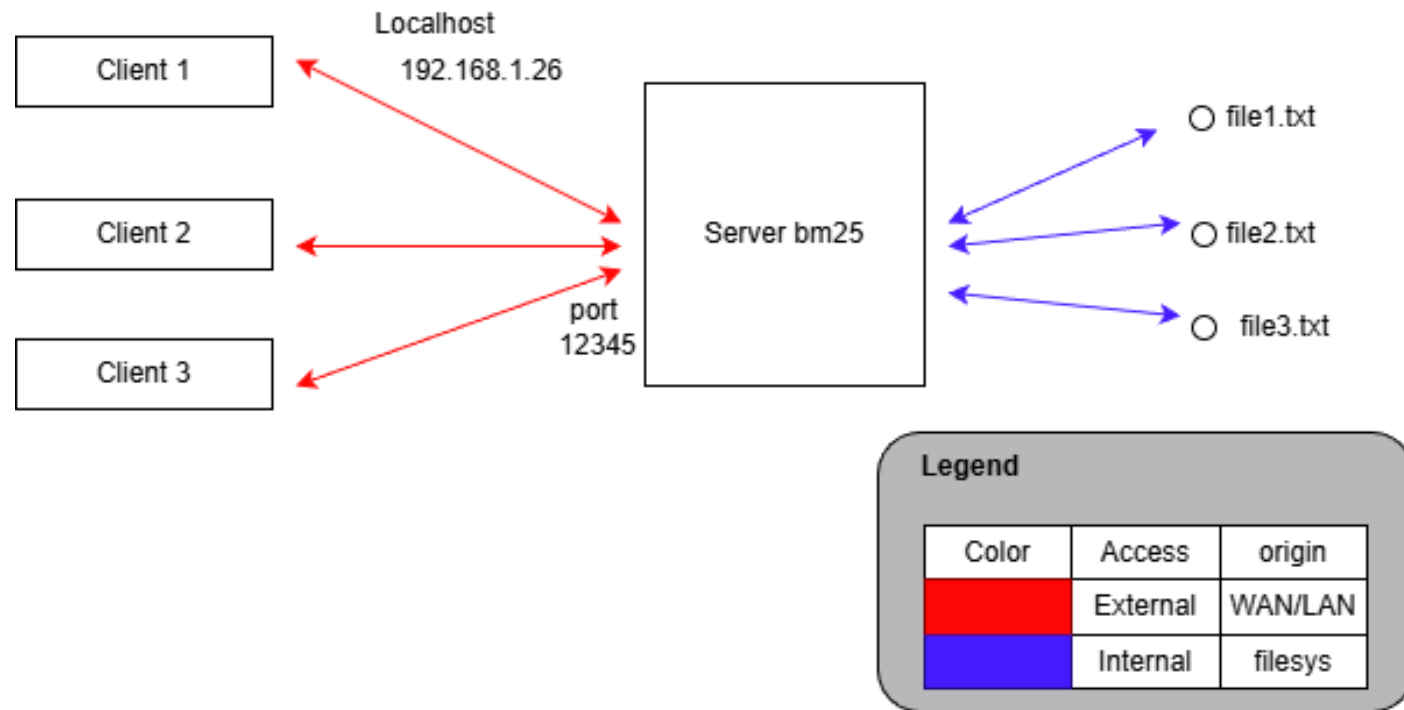 Localhost
192.168.1.26
Client 1
Client 2
Client 3
port
12345
Server bm25
file1.txt
file2.txt
file3.txt
Legend
Color Access origin
External WAN/LAN
Internal filesys